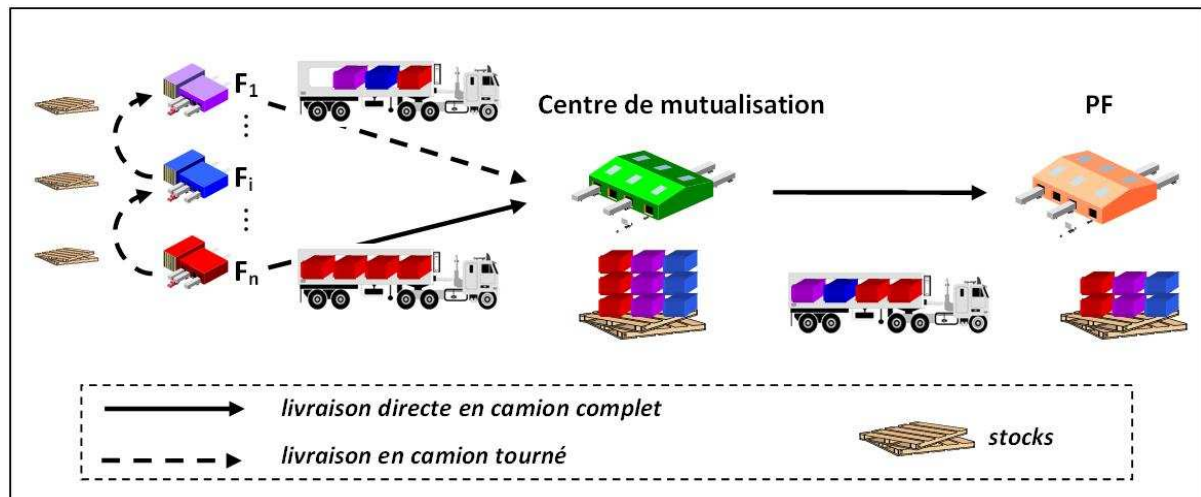 F1
Centre de mutualisation
PF
Fi
Fn
livraison directe en camion complet
livraison en camion tourné
stocks